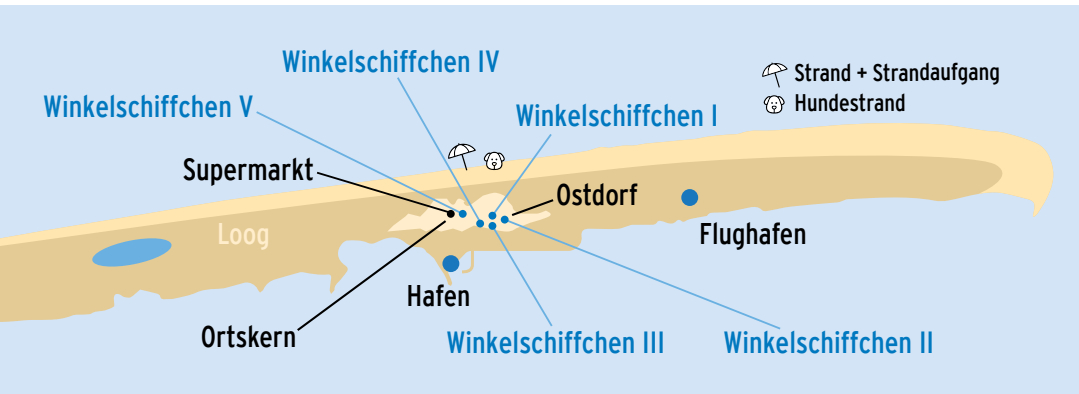 Winkelschiffchen IV
Strand + Strandaufgang
Winkelschiffchen V
Hundestrand
Winkelschiffchen I
Supermarkt
Ostdorf
Loog
Flughafen
Hafen
Ortskern
Winkelschiffchen III
Winkelschiffchen II